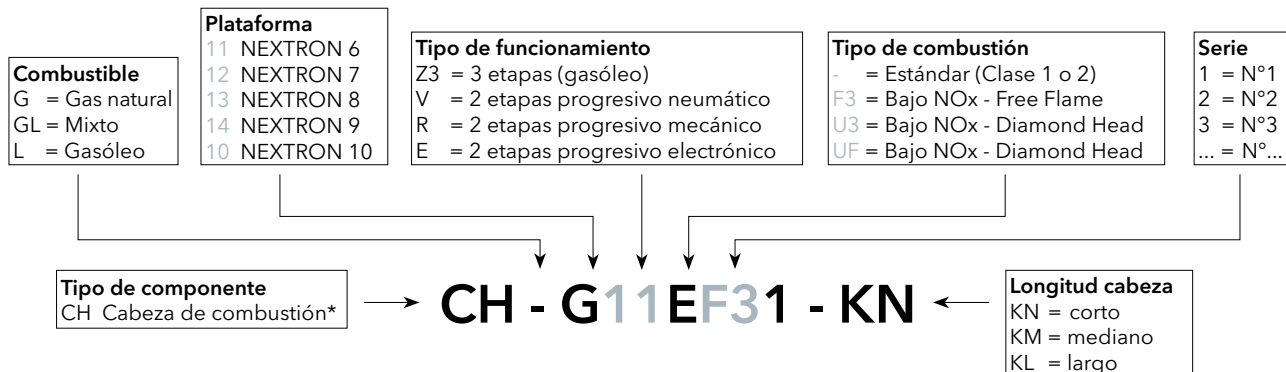 Combustible
G = Gas natural
GL = Mixto
L = Gasóleo
Plataforma
11 NEXTRON 6
12 NEXTRON 7
13 NEXTRON 8
14 NEXTRON 9
10 NEXTRON 10
Tipo de funcionamiento
Z3 = 3 etapas (gasóleo)
V = 2 etapas progresivo neumático
R = 2 etapas progresivo mecánico
E = 2 etapas progresivo electrónico
Tipo de combustión
- = Estándar (Clase 1 o 2)
F3 = Bajo NOx - Free Flame
U3 = Bajo NOx - Diamond Head
UF = Bajo NOx - Diamond Head
Serie
1 = N°1
2 = N°2
3 = N°3
... = N°...
Tipo de componente
CH Cabeza de combustión*
CH - G11EF31 - KN
Longitud cabeza
KN = corto
KM = mediano
KL = largo